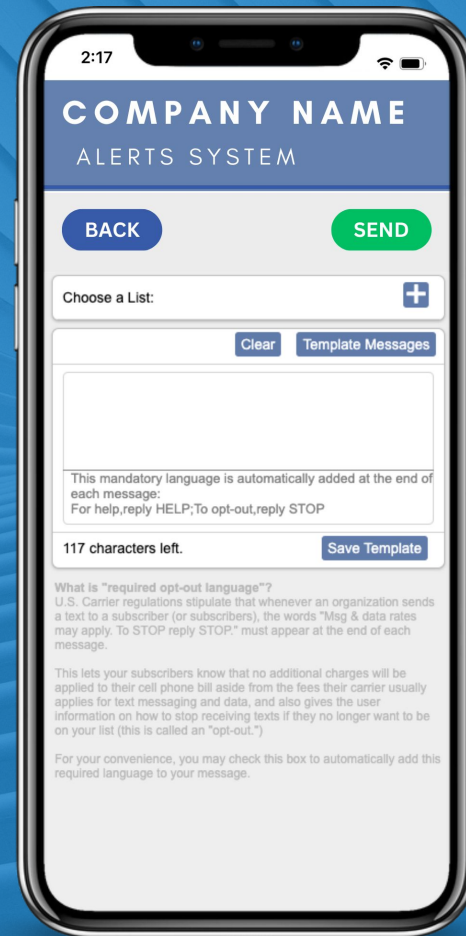 2:17
COMPANY NAME
ALERTS SYSTEM
BACK
SEND
Choose a List:
Clear
Template Messages
This mandatory language is automatically added at the end of
each message:
For help,reply HELP;To opt-out,reply STOP
117 characters left.
Save Template
What is "required opt-out language"?
U.S. Carrier regulations stipulate that whenever an organization sends
a text to a subscriber (or subscribers), the words "Msg & data rates
may apply. To STOP reply STOP." must appear at the end of each
message.
This lets your subscribers know that no additional charges will be
applied to their cell phone bill aside from the fees their carrier usually
applies for text messaging and data, and also gives the user
information on how to stop receiving texts if they no longer want to be
on your list (this is called an "opt-out.")
For your convenience, you may check this box to automatically add this
required language to your message.